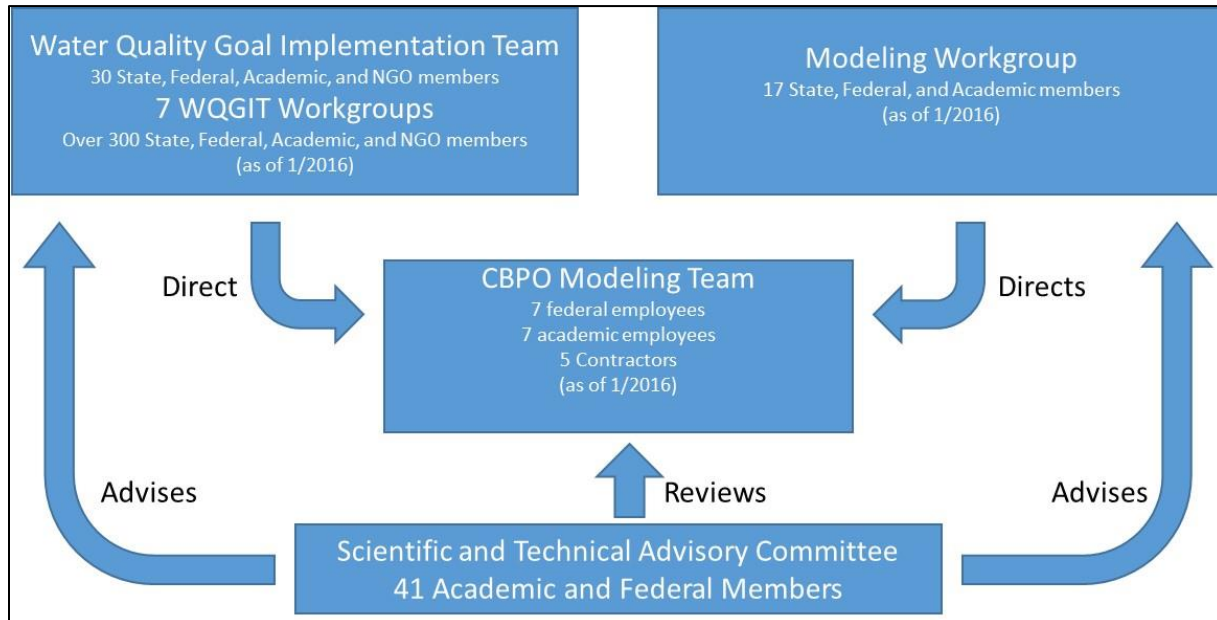 Water Quality Goal Implementation Team
30 State, Federal, Academic, and NGO members
7 WQGIT Workgroups
Over 300 State, Federal, Academic, and NGO members
(as of 1/2016)
Modeling Workgroup
17 State, Federal, and Academic members
(as of 1/2016)
Direct
CBPO Modeling Team
7 federal employees
7 academic employees
5 Contractors
(as of 1/2016)
Directs
Advises
Reviews
Advises
Scientific and Technical Advisory Committee
41 Academic and Federal Members